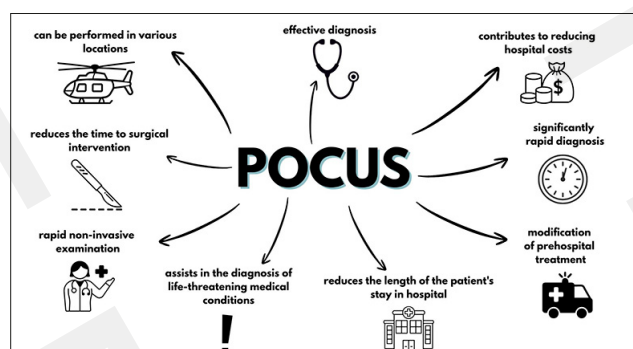 can be performed in various
locations
effective diagnosis
contributes to reducing
hospital costs
$
reduces the time to surgical
intervention
POCUS
significantly
rapid diagnosis
rapid non-invasive
examination
modification
of prehospital
treatment
assists in the diagnosis of
life-threatening medical
conditions
!
reduces the length of the patient's
stay in hospital